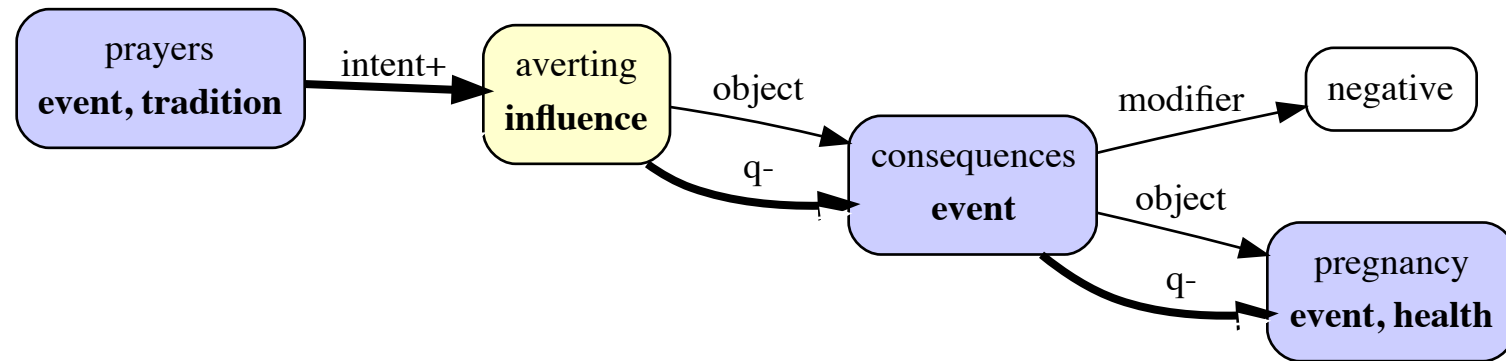 prayers
event, tradition
intent+
averting
influence
object
q-
consequences
event
modifier
negative
object
q-
pregnancy
event, health